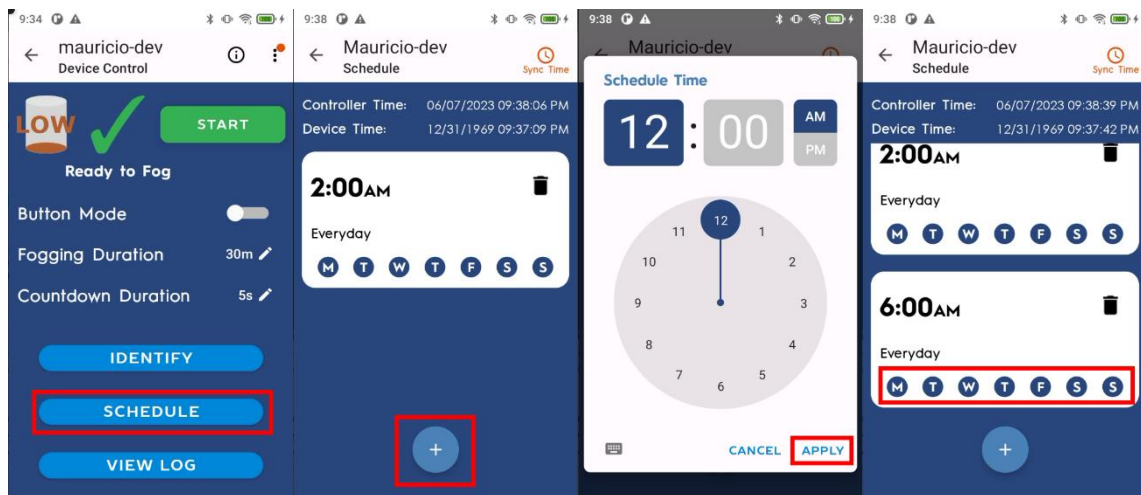 9:34
mauricio-dev
Device Control
LOW
START
Ready to Fog
Button Mode
Fogging Duration 30m
Countdown Duration 5s
IDENTIFY
SCHEDULE
VIEW LOG
9:38
Mauricio-dev
Schedule
Sync Time
Controller Time: 06/07/2023 09:38:06 PM
Device Time: 12/31/1969 09:37:09 PM
2:00AM
Everyday
M T W T F S S
+
9:38
Mauricio-dev
Schedule Time
12 : 00
AM
PM
12
11 1
10 2
9 3
8 4
7 5
6
CANCEL APPLY
9:38
Mauricio-dev
Schedule
Sync Time
Controller Time: 06/07/2023 09:38:39 PM
Device Time: 12/31/1969 09:37:42 PM
2:00AM
Everyday
M T W T F S S
6:00AM
Everyday
M T W T F S S
+